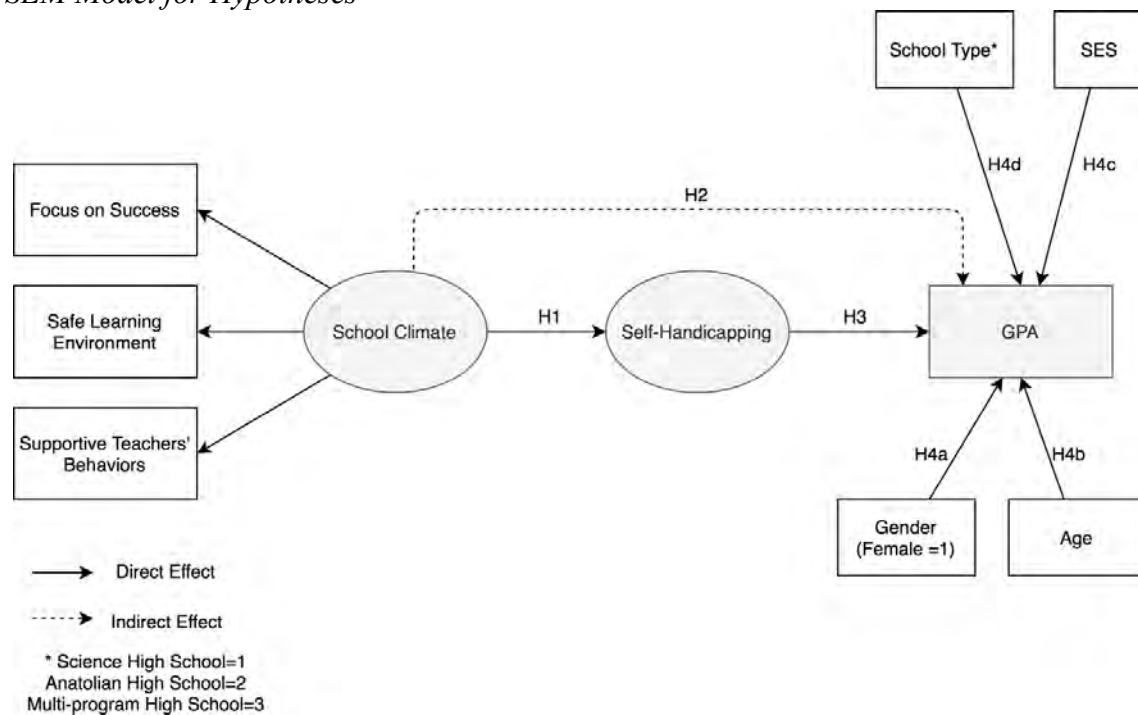 SEM Model for Hypotheses
School Type*
SES
H4d
H4c
Focus on Success
H2
Safe Learning
Environment
School Climate
H1
Self-Handicapping
H3
GPA
Supportive Teachers'
Behaviors
H4a
H4b
Gender
(Female =1)
Age
Direct Effect
Indirect Effect
* Science High School=1
Anatolian High School=2
Multi-program High School=3